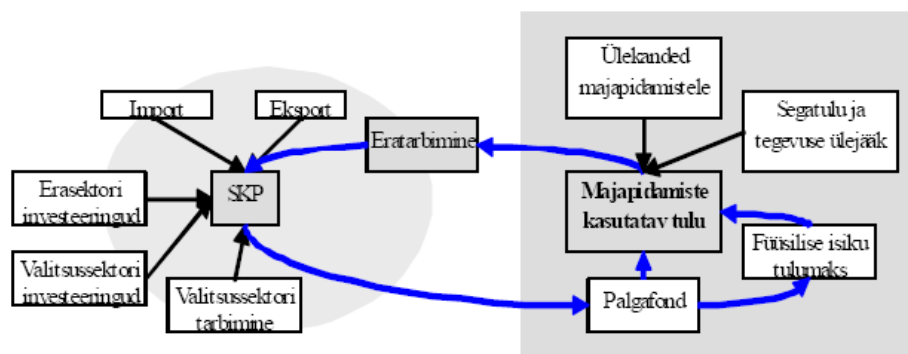 Ülekanded
majapidamistele
Import
Eksport
Segatulu ja
tegevuse ülejääk
Eratarbimine
Erasektori
investeeringud
SKP
Majapidamiste
kasutatav tulu
Füüsilise isiku
tulumaks
Valitsussektori
investeeringud
Valitsussektori
tarbimine
Palgafond